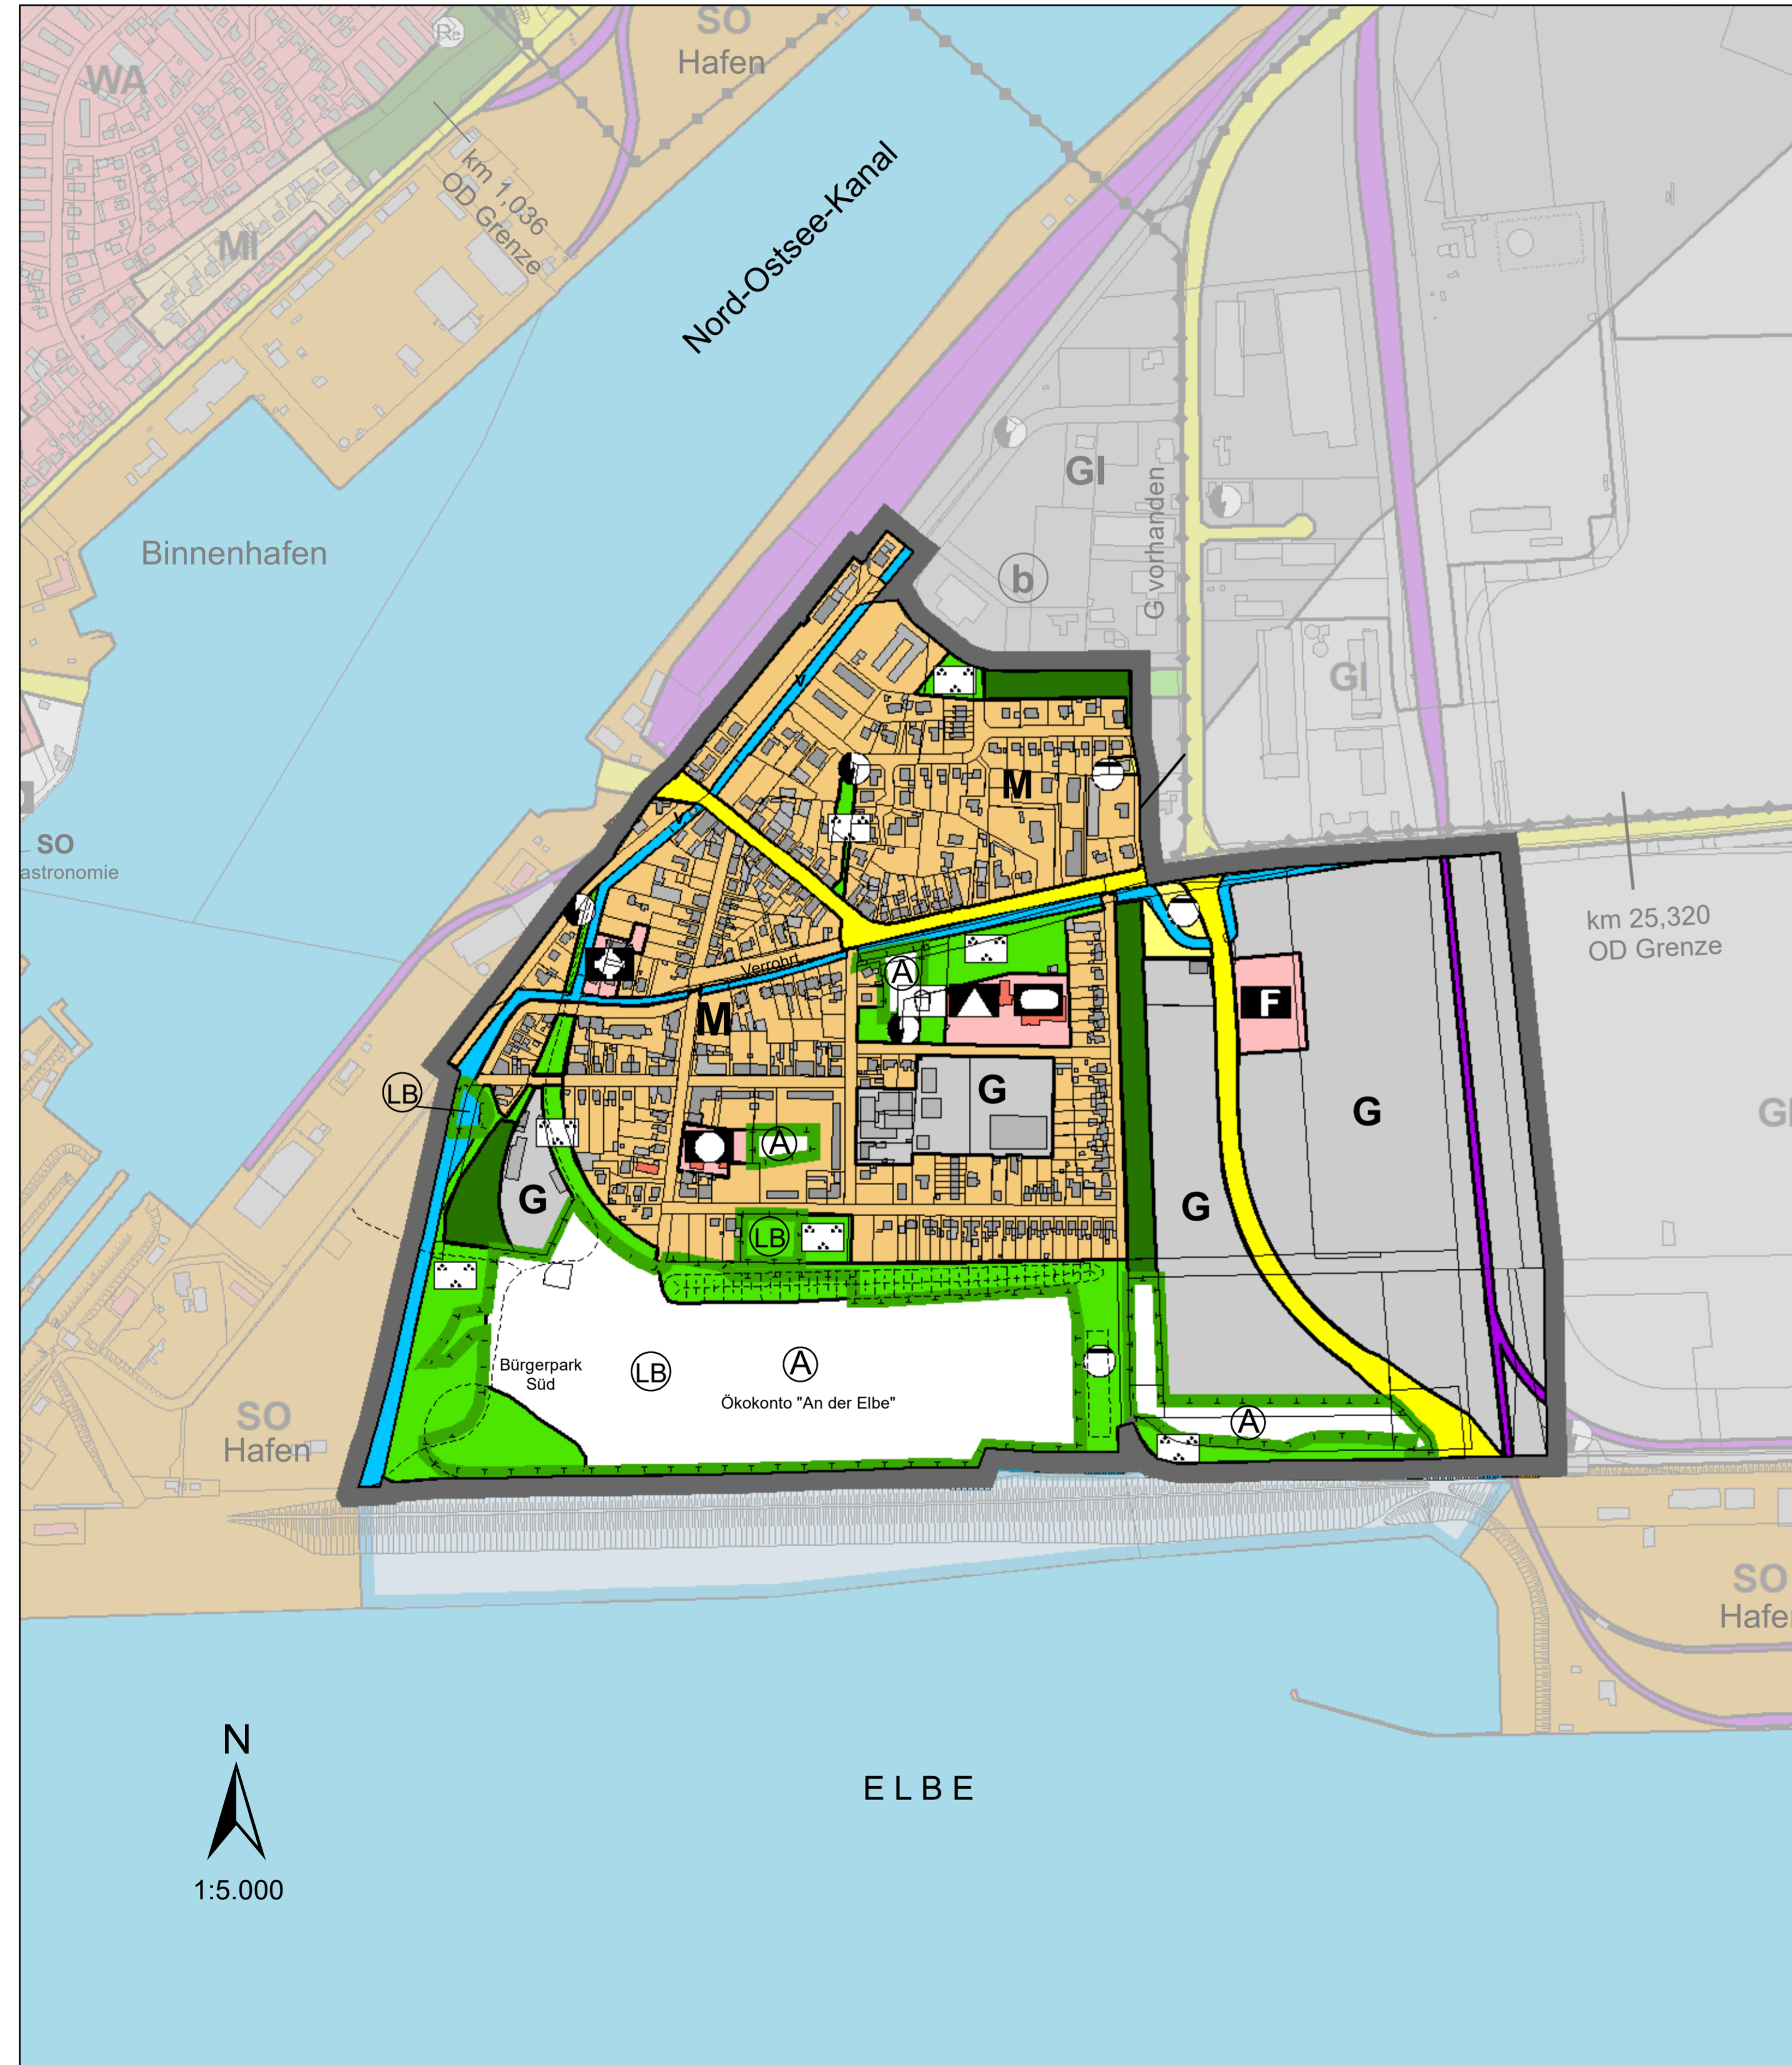 SO
Hafen
Re
WA
km 1,036
OD Grenze
MI
Nord-Ostsee-Kanal
GI
G vorhanden
Binnenhafen
b
GI
M
SO
astronomie
km 25,320
OD Grenze
Verrohrt
A
F
M
LB
G
G
GI
A
G
G
LB
Bürgerpark
Süd
LB
A
Ökokonto "An der Elbe"
A
SO
Hafen
SO
Hafe
N
ELBE
1:5.000